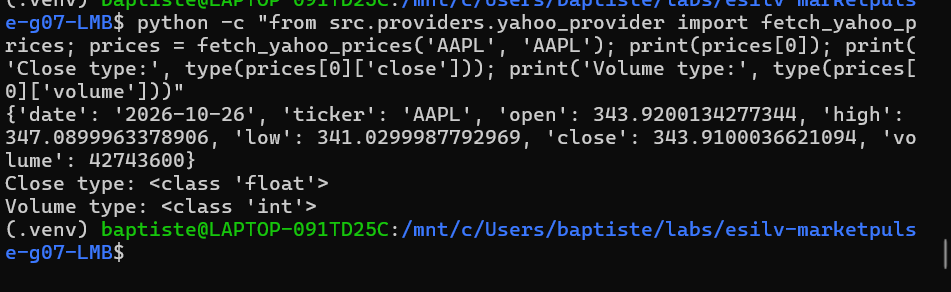 (.venv) baptiste@LAPTOP-091TD25C:/mnt/c/Users/baptiste/labs/esilv-marketpuls
e-g07-LMB$ python -c "from src.providers.yahoo_provider import fetch_yahoo_p
rices; prices = fetch_yahoo_prices('AAPL', 'AAPL'); print(prices[0]); print(
'Close type:', type(prices[0]['close'])); print('Volume type:', type(prices[
0]['volume']))"
{'date': '2026-10-26', 'ticker': 'AAPL', 'open': 343.9200134277344, 'high':
347.0899963378906, 'low': 341.0299987792969, 'close': 343.9100036621094, 'vo
lume': 42743600}
Close type: <class 'float'>
Volume type: <class 'int'>
(.venv) baptiste@LAPTOP-091TD25C:/mnt/c/Users/baptiste/labs/esilv-marketpuls
e-g07-LMB$